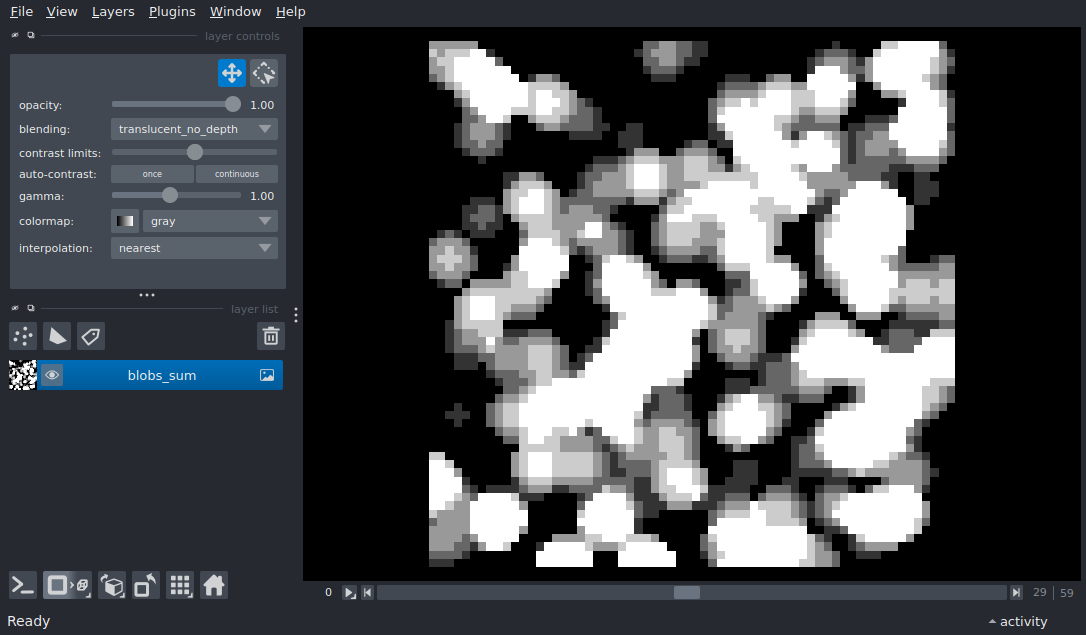 File View Layers Plugins Window Help
layer controls
opacity: 1.00
blending: translucent_no_depth
contrast limits:
auto-contrast: once continuous
gamma: 1.00
colormap: gray
interpolation: nearest
layer list
blobs_sum
0 29 59
Ready activity